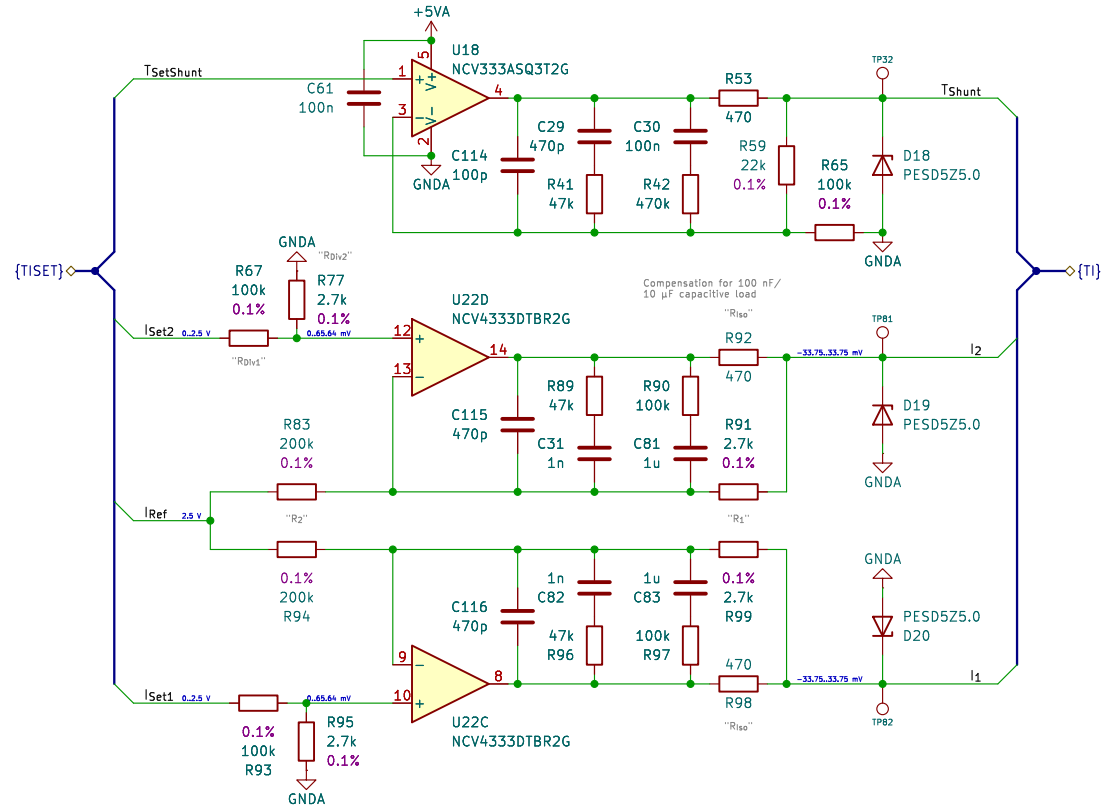 +5VA
U18
NCV333ASQ3T2G
5
1
+
V+
4
3
−
V−
2
GNDA
TSetShunt
C61
100n
C114
100p
C29
470p
R41
47k
C30
100n
R42
470k
R53
470
R59
22k
0.1%
R65
100k
0.1%
TP32
TShunt
D18
PESD5Z5.0
GNDA
{TISET}
{TI}
GNDA
"RDiv2"
R67
100k
0.1%
R77
2.7k
0.1%
ISet2
0..2.5 V
0..65.64 mV
"RDiv1"
U22D
NCV4333DTBR2G
12
+
14
13
−
Compensation for 100 nF/
10 µF capacitive load
"RIso"
R92
470
TP81
-33.75..33.75 mV
I2
C115
470p
R89
47k
C31
1n
R90
100k
C81
1u
R91
2.7k
0.1%
D19
PESD5Z5.0
GNDA
R83
200k
0.1%
"R2"
"R1"
IRef
2.5 V
0.1%
200k
R94
C116
470p
1n
C82
47k
R96
1u
C83
100k
R97
0.1%
2.7k
R99
GNDA
PESD5Z5.0
D20
470
R98
"RIso"
-33.75..33.75 mV
I1
TP82
9
−
8
10
+
U22C
NCV4333DTBR2G
ISet1
0..2.5 V
0..65.64 mV
0.1%
100k
R93
R95
2.7k
0.1%
GNDA